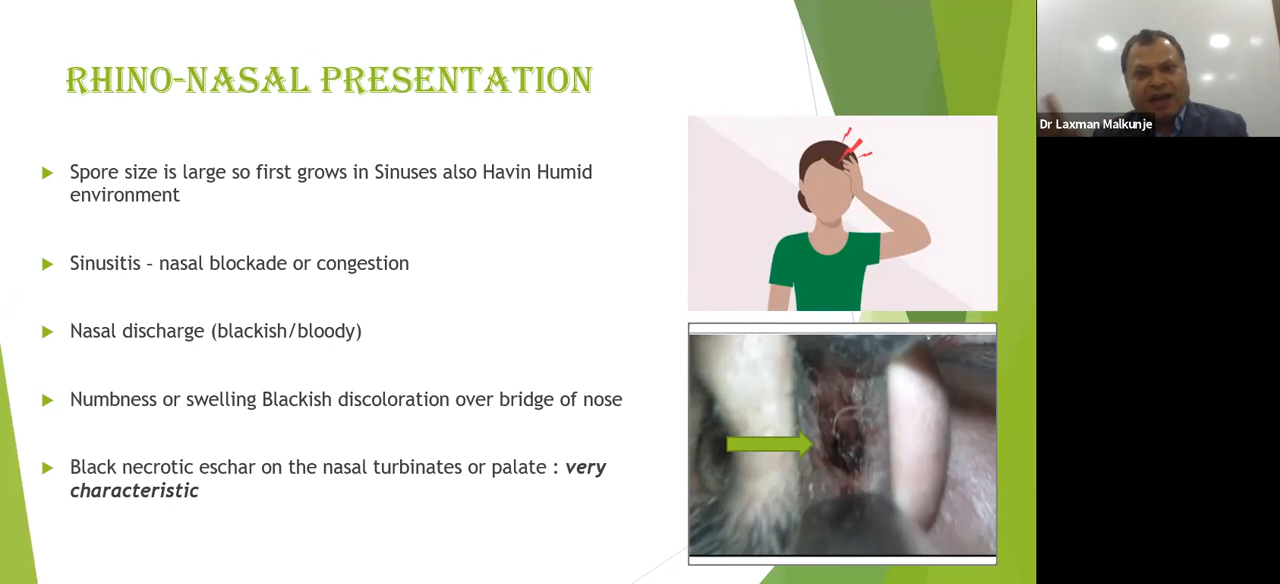 RHINO-NASAL PRESENTATION
Spore size is large so first grows in Sinuses also Havin Humid
environment
Sinusitis – nasal blockade or congestion
Nasal discharge (blackish/bloody)
Numbness or swelling Blackish discoloration over bridge of nose
Black necrotic eschar on the nasal turbinates or palate : very
characteristic
Dr Laxman Malkunje